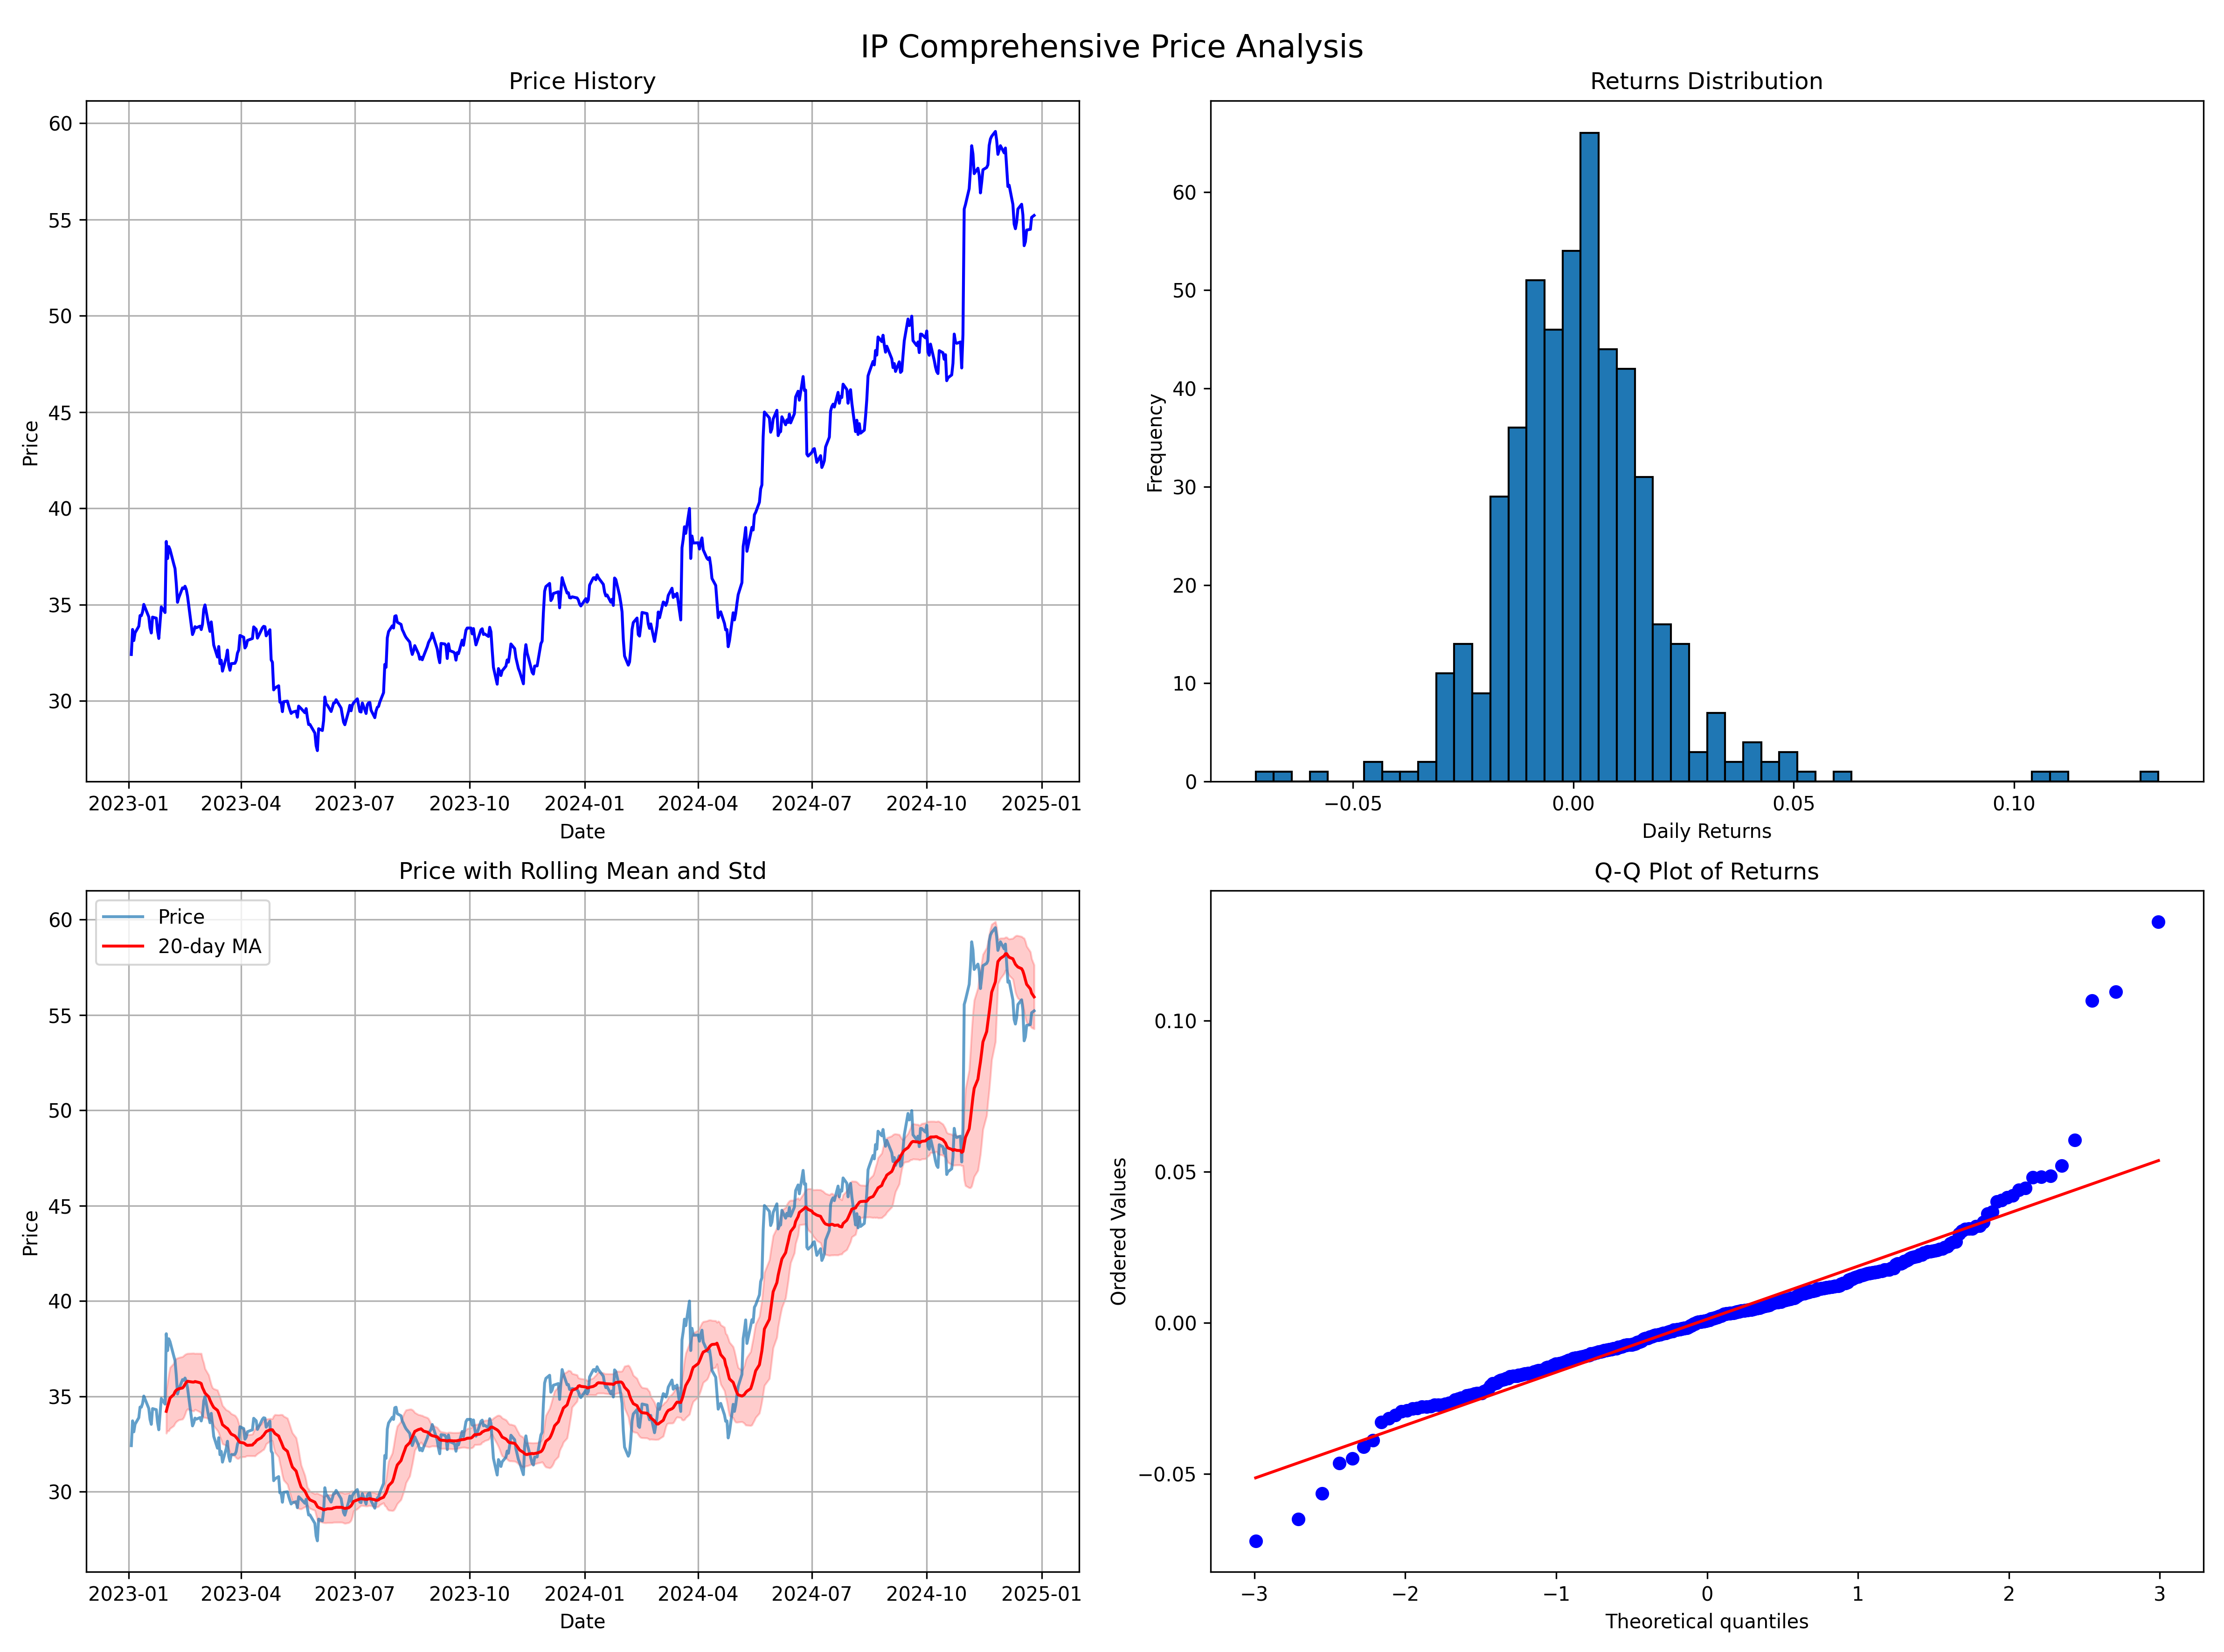 IP Comprehensive Price Analysis
Price History
Price
60
55
50
45
40
35
30
2023-01 2023-04 2023-07 2023-10 2024-01 2024-04 2024-07 2024-10 2025-01
Date
Returns Distribution
Frequency
60
50
40
30
20
10
0
−0.05 0.00 0.05 0.10
Daily Returns
Price with Rolling Mean and Std
Price
20-day MA
Price
60
55
50
45
40
35
30
2023-01 2023-04 2023-07 2023-10 2024-01 2024-04 2024-07 2024-10 2025-01
Date
Q-Q Plot of Returns
Ordered Values
0.10
0.05
0.00
−0.05
−3 −2 −1 0 1 2 3
Theoretical quantiles